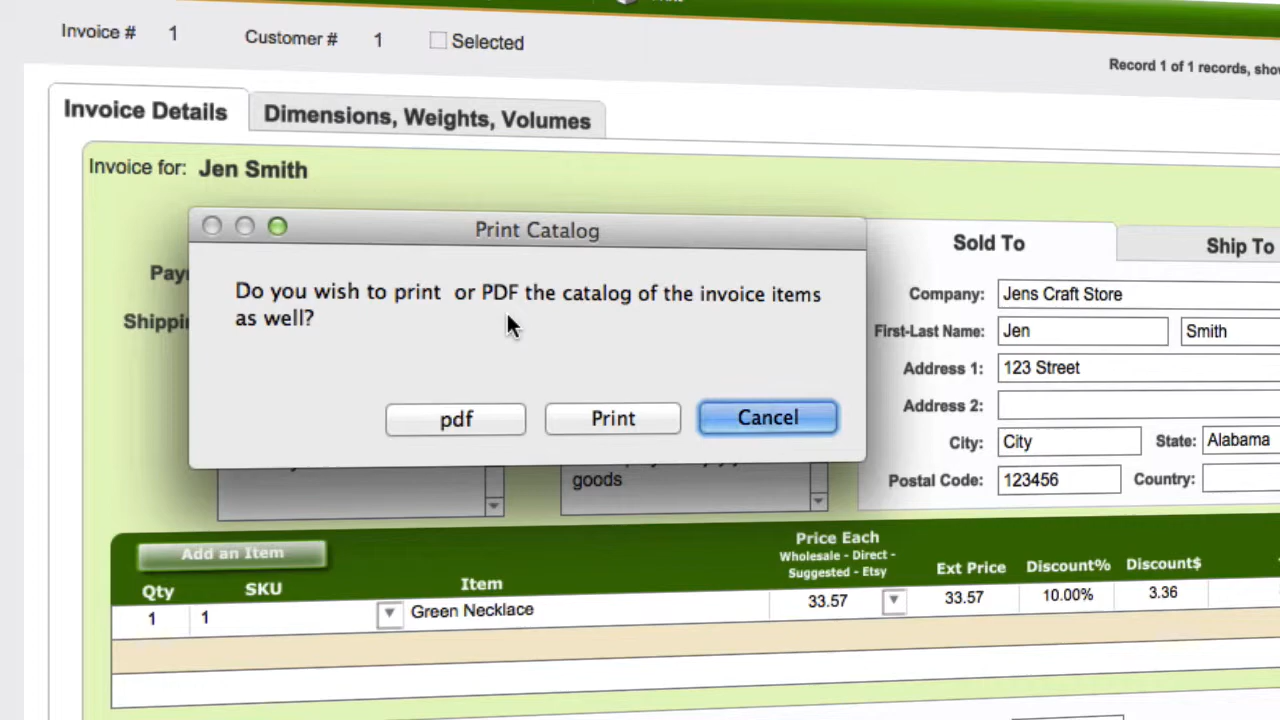 Invoice # 1 Customer # 1 Selected
Record 1 of 1 records, sho
Invoice Details Dimensions, Weights, Volumes
Invoice for: Jen Smith
Print Catalog
Do you wish to print or PDF the catalog of the invoice items
as well?
pdf Print Cancel
Pay
Shippi
goods
Sold To Ship To
Company: Jens Craft Store
First-Last Name: Jen Smith
Address 1: 123 Street
Address 2:
City: City State: Alabama
Postal Code: 123456 Country:
Add an Item
Price Each
Wholesale - Direct -
Suggested - Etsy
Qty SKU Item Ext Price Discount% Discount$
1 1 Green Necklace 33.57 33.57 10.00% 3.36